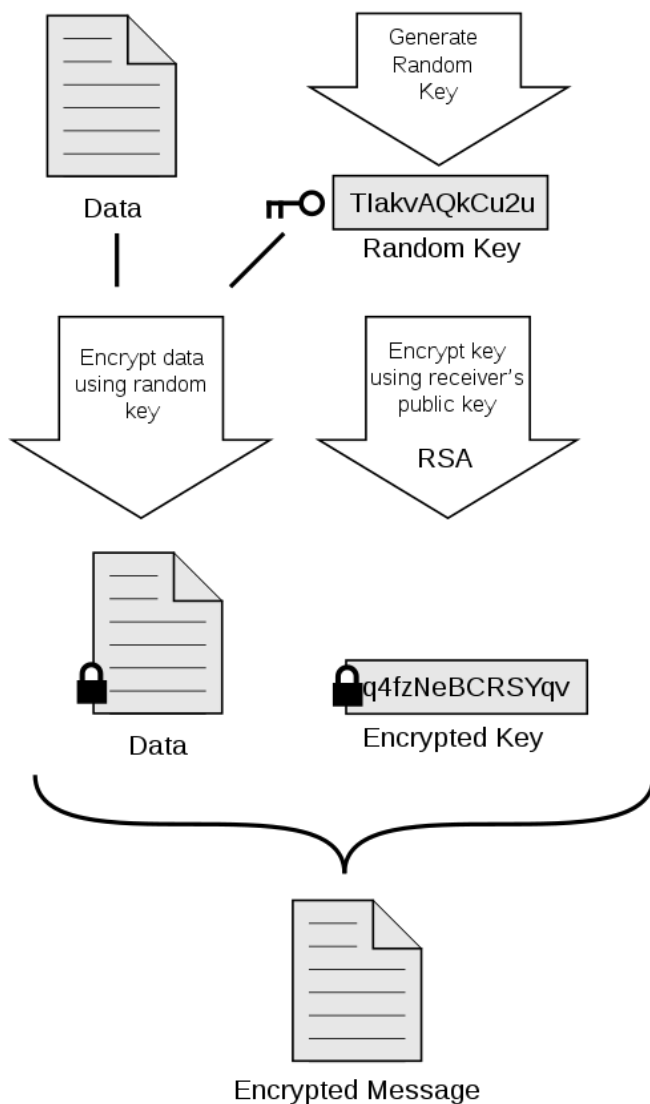 Generate
Random
Key
Data
TIakvAQkCu2u
Random Key
Encrypt data
using random
key
Encrypt key
using receiver's
public key
RSA
Data
q4fzNeBCRSYqv
Encrypted Key
Encrypted Message